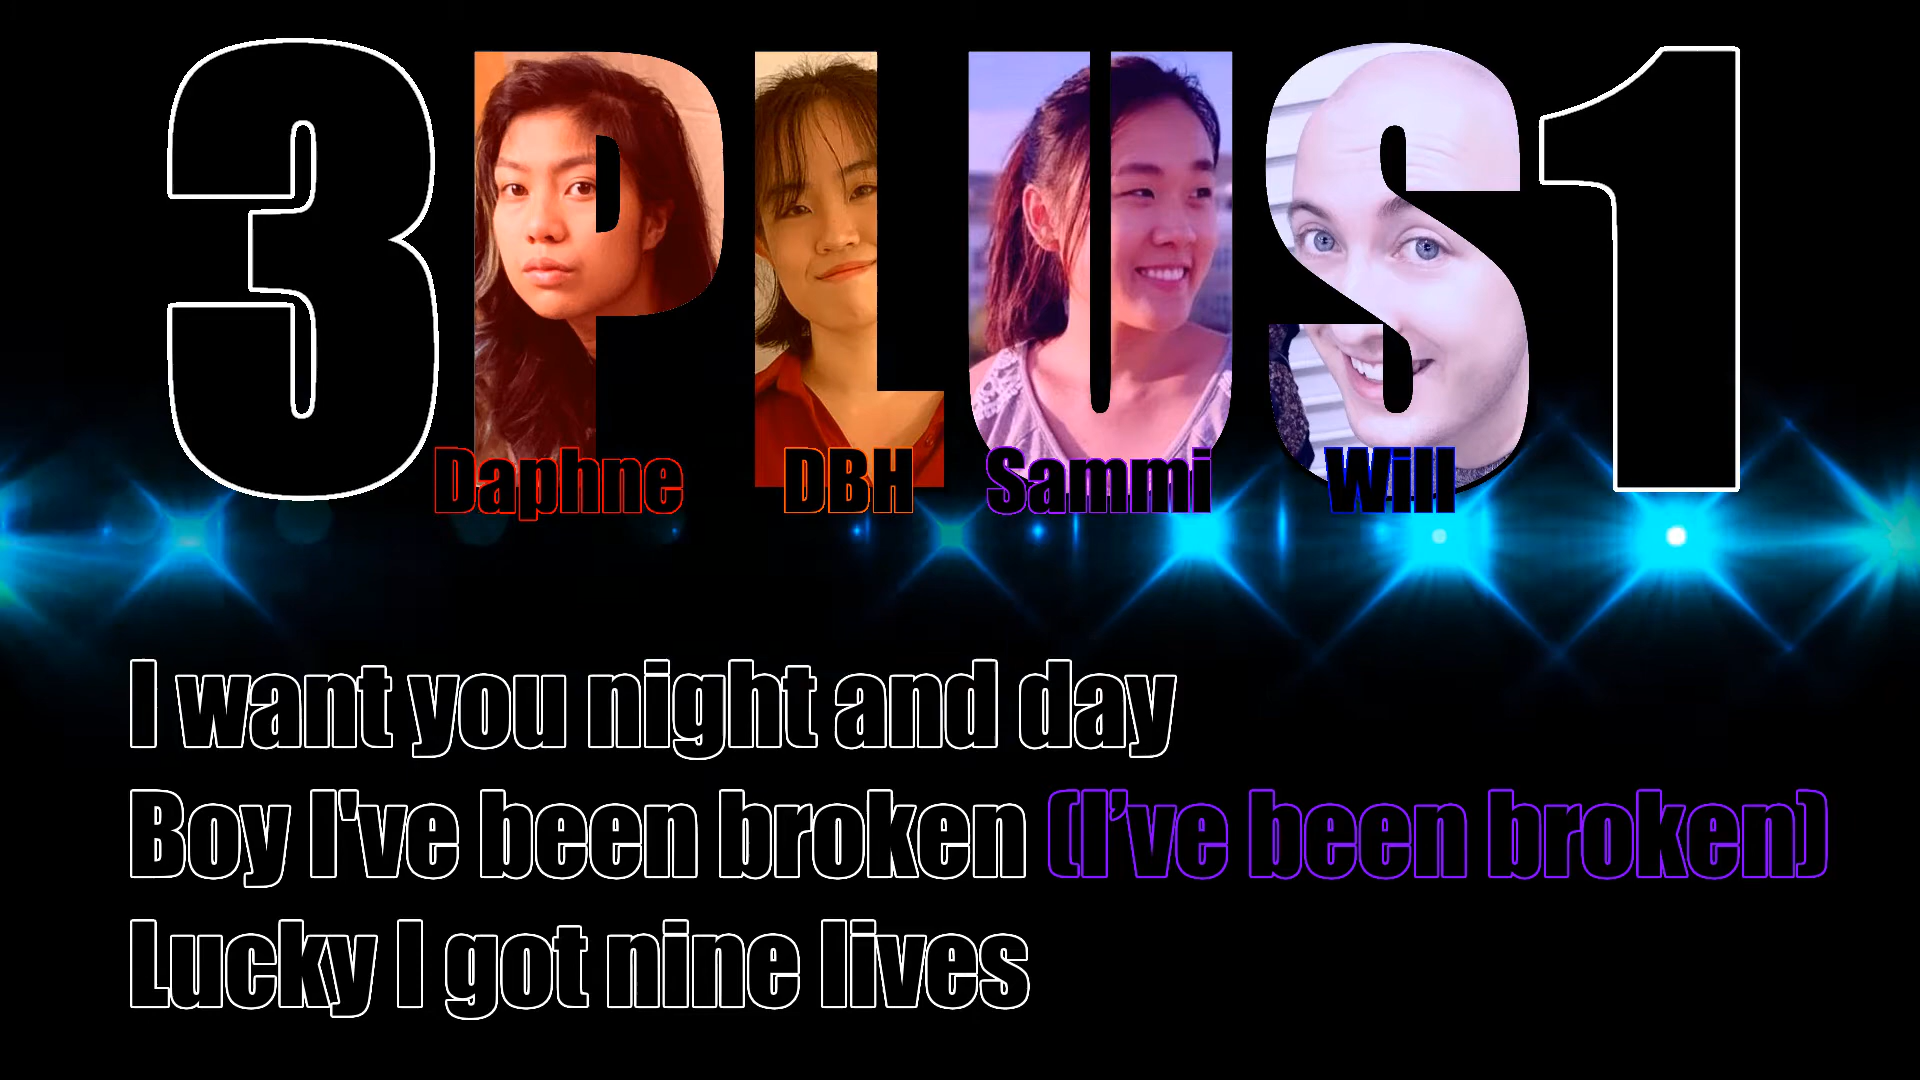 3PLUS1
Daphne DBH Sammi Will
I want you night and day
Boy I've been broken (I’ve been broken)
Lucky I got nine lives